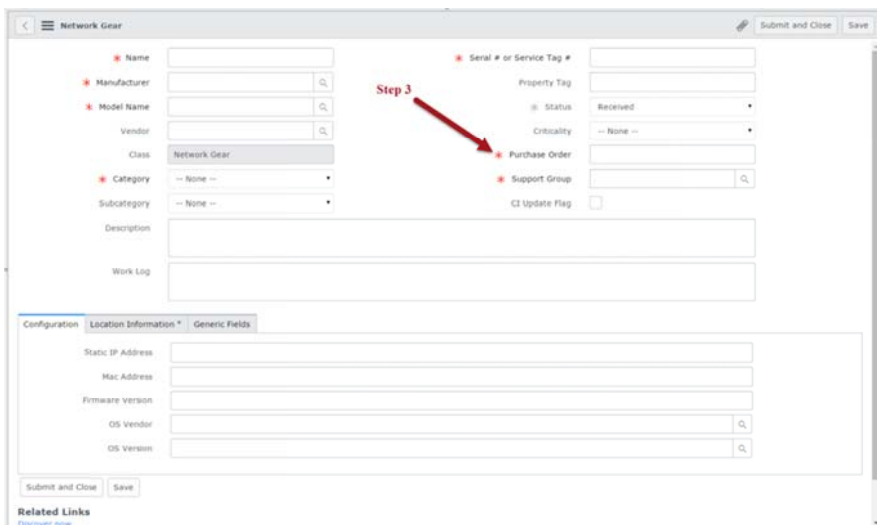 Network Gear
Submit and Close
Save
* Name
* Serial # or Service Tag #
* Manufacturer
Property Tag
Step 3
* Model Name
* Status
Received
Vendor
Criticality
-- None --
Class
Network Gear
* Purchase Order
* Category
-- None --
* Support Group
Subcategory
-- None --
CI Update Flag
Description
Work Log
Configuration
Location Information *
Generic Fields
Static IP Address
Mac Address
Firmware Version
OS Vendor
OS Version
Submit and Close
Save
Related Links
Discover now